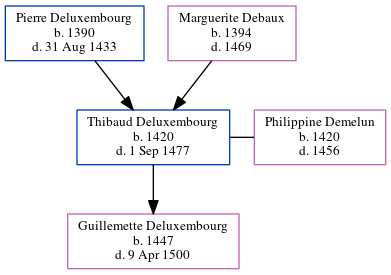 Pierre Deluxembourg
b. 1390
d. 31 Aug 1433
Marguerite Debaux
b. 1394
d. 1469
Thibaud Deluxembourg
b. 1420
d. 1 Sep 1477
Philippine Demelun
b. 1420
d. 1456
Guillemette Deluxembourg
b. 1447
d. 9 Apr 1500